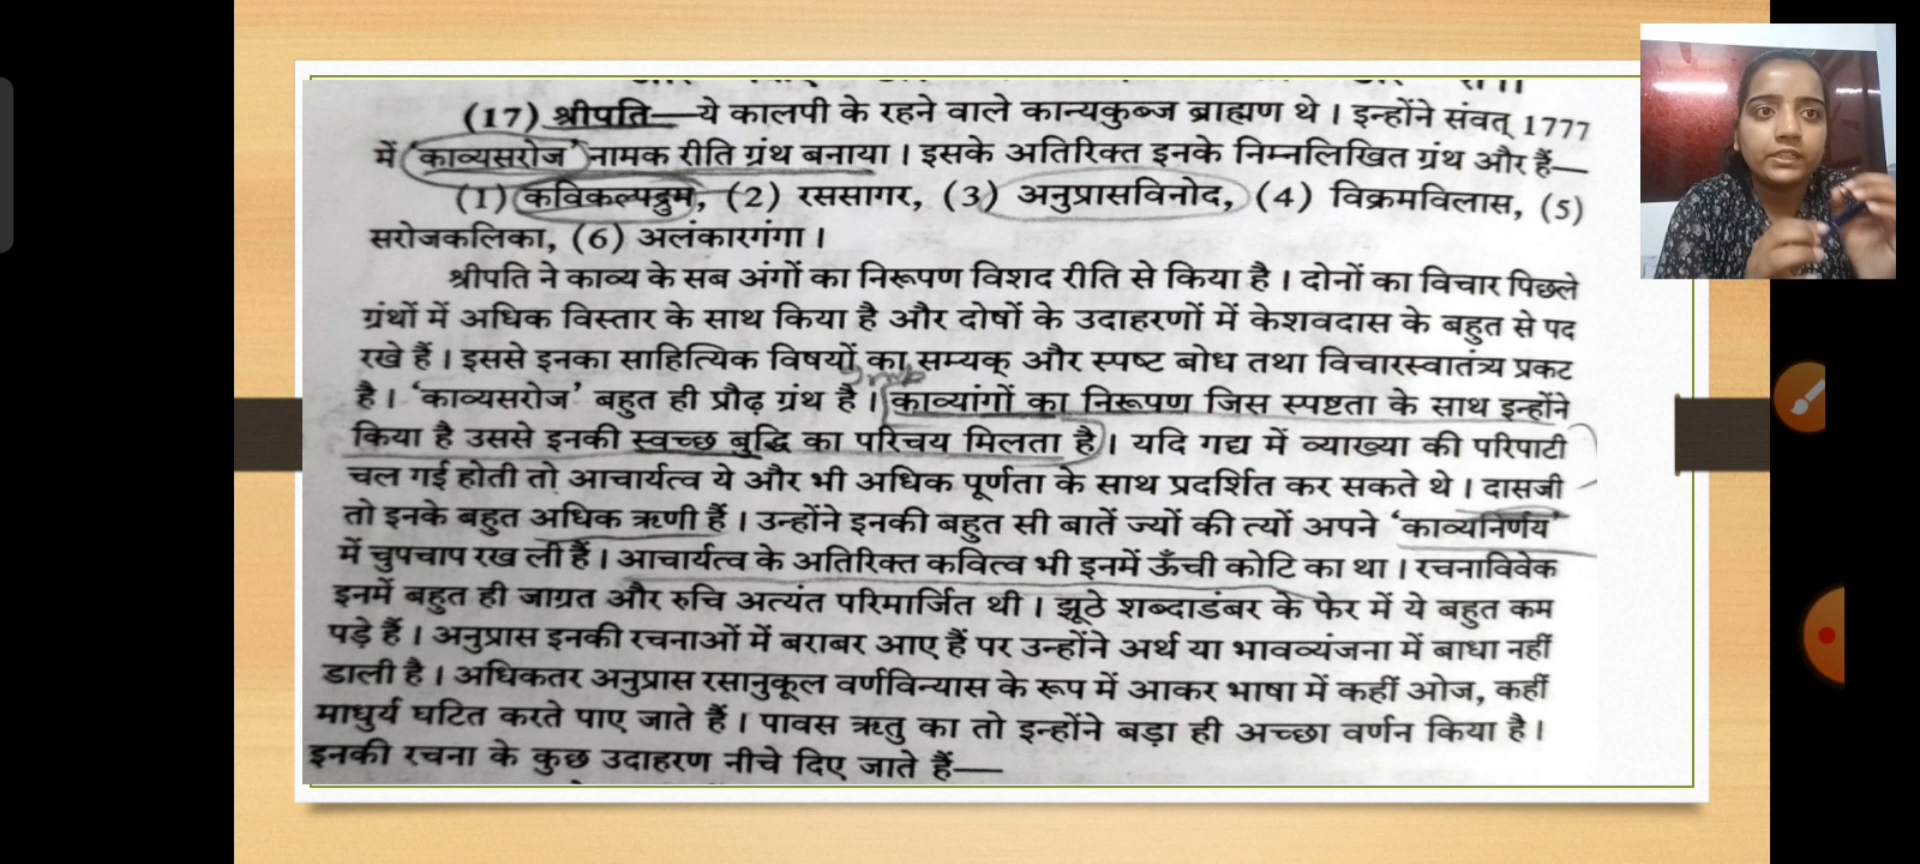 (17) श्रीपति—ये कालपी के रहने वाले कान्यकुब्ज ब्राह्मण थे । इन्होंने संवत् 1777
में ‘काव्यसरोज’ नामक रीति ग्रंथ बनाया । इसके अतिरिक्त इनके निम्नलिखित ग्रंथ और हैं—
(1) कविकल्पद्रुम, (2) रससागर, (3) अनुप्रासविनोद, (4) विक्रमविलास, (5)
सरोजकलिका, (6) अलंकारगंगा ।
श्रीपति ने काव्य के सब अंगों का निरूपण विशद रीति से किया है । दोनों का विचार पिछले
ग्रंथों में अधिक विस्तार के साथ किया है और दोषों के उदाहरणों में केशवदास के बहुत से पद
रखे हैं । इससे इनका साहित्यिक विषयों का सम्यक् और स्पष्ट बोध तथा विचारस्वातंत्र्य प्रकट
है । ‘काव्यसरोज’ बहुत ही प्रौढ़ ग्रंथ है । काव्यांगों का निरूपण जिस स्पष्टता के साथ इन्होंने
किया है उससे इनकी स्वच्छ बुद्धि का परिचय मिलता है । यदि गद्य में व्याख्या की परिपाटी
चल गई होती तो आचार्यत्व ये और भी अधिक पूर्णता के साथ प्रदर्शित कर सकते थे । दासजी
तो इनके बहुत अधिक ऋणी हैं । उन्होंने इनकी बहुत सी बातें ज्यों की त्यों अपने ‘काव्यनिर्णय’
में चुपचाप रख ली हैं । आचार्यत्व के अतिरिक्त कवित्व भी इनमें ऊँची कोटि का था । रचनाविवेक
इनमें बहुत ही जाग्रत और रुचि अत्यंत परिमार्जित थी । झूठे शब्दाडंबर के फेर में ये बहुत कम
पड़े हैं । अनुप्रास इनकी रचनाओं में बराबर आए हैं पर उन्होंने अर्थ या भावव्यंजना में बाधा नहीं
डाली है । अधिकतर अनुप्रास रसानुकूल वर्णविन्यास के रूप में आकर भाषा में कहीं ओज, कहीं
माधुर्य घटित करते पाए जाते हैं । पावस ऋतु का तो इन्होंने बड़ा ही अच्छा वर्णन किया है ।
इनकी रचना के कुछ उदाहरण नीचे दिए जाते हैं—